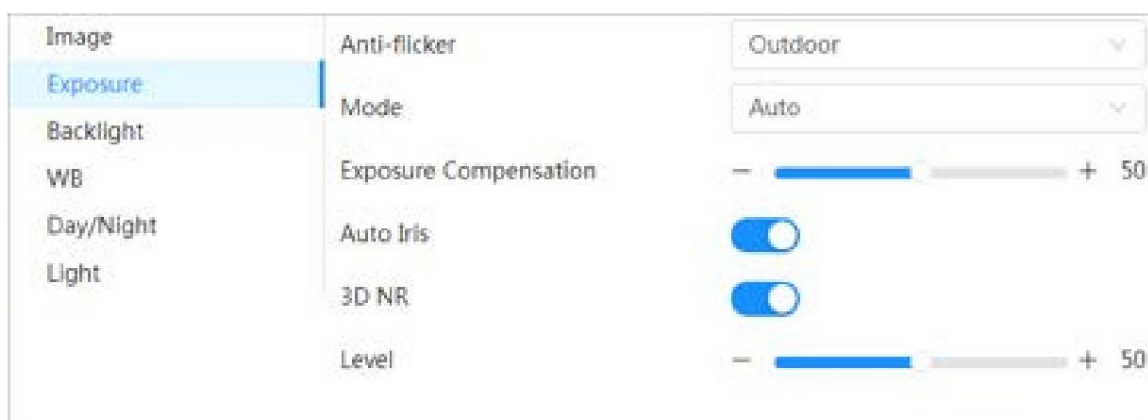 Image
Exposure
Backlight
WB
Day/Night
Light
Anti-flicker Outdoor
Mode Auto
Exposure Compensation − + 50
Auto Iris
3D NR
Level − + 50